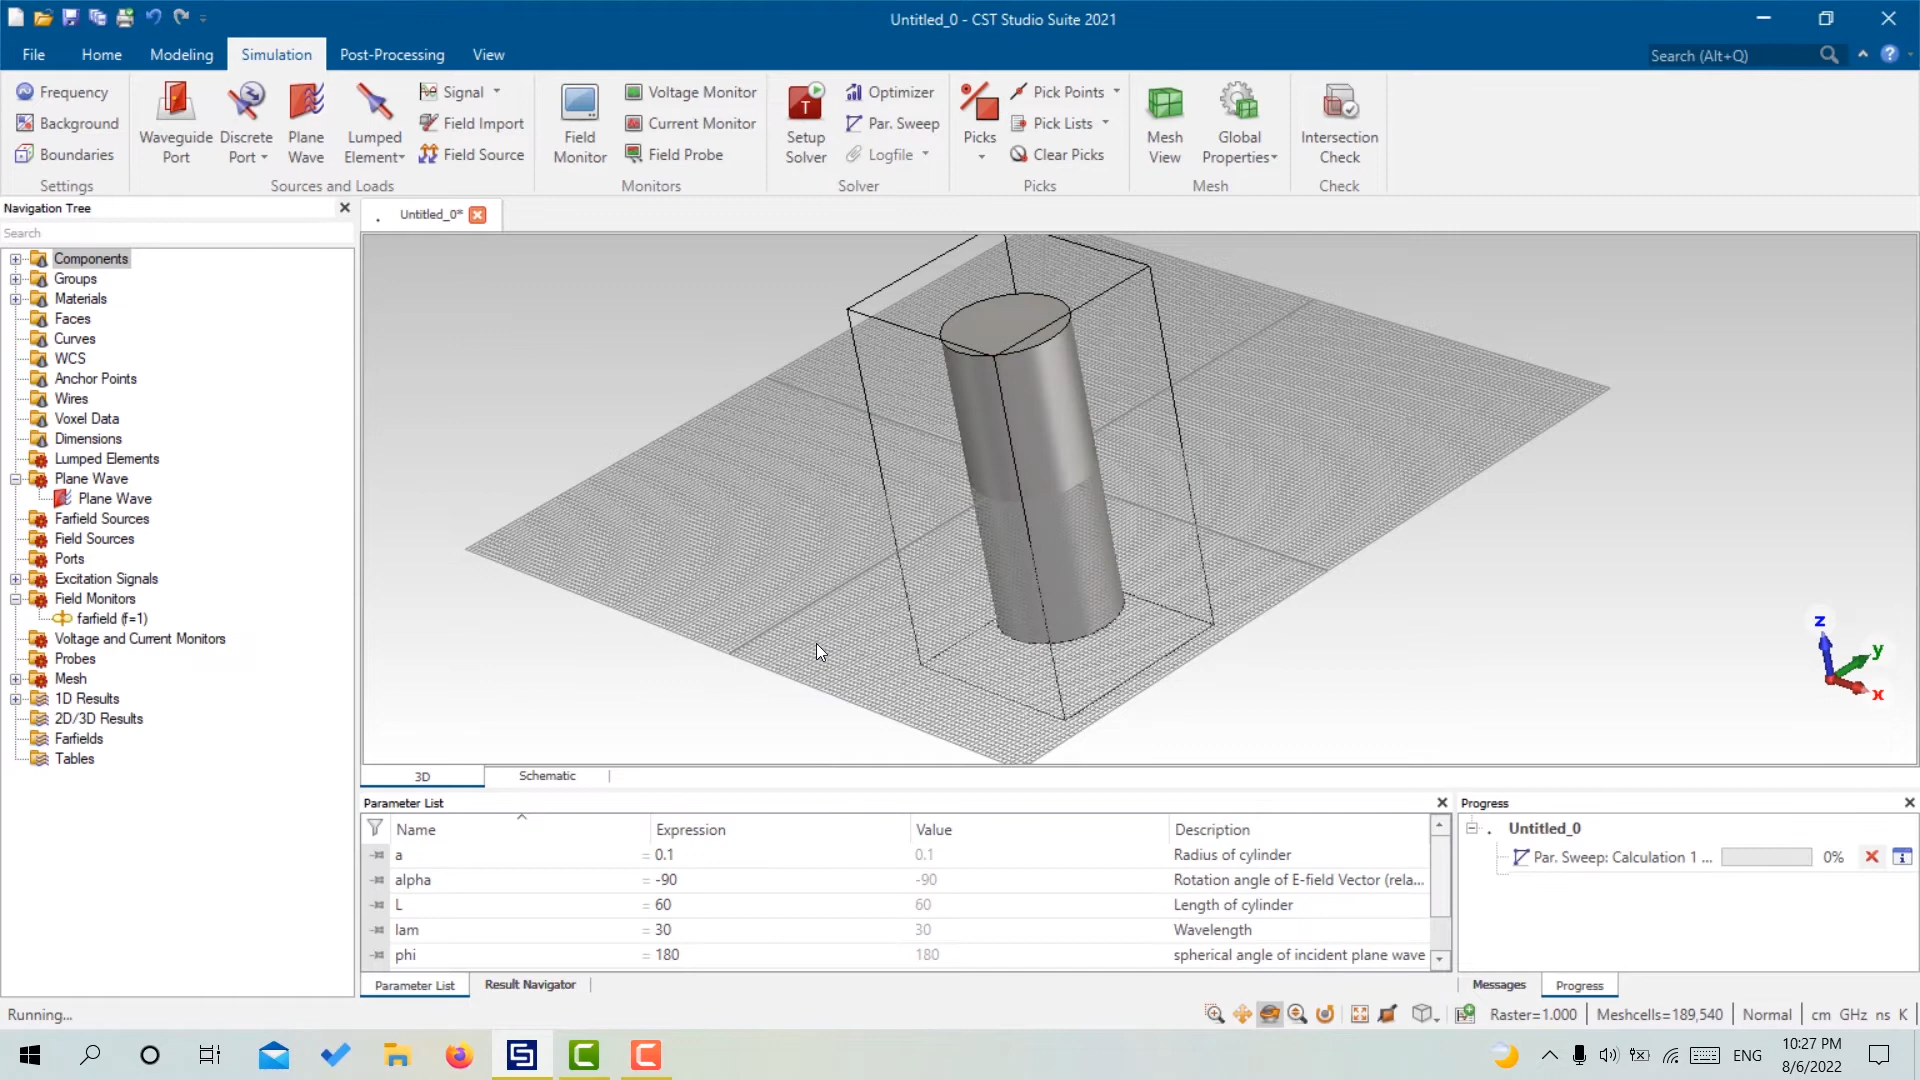 Untitled_0 - CST Studio Suite 2021
File Home Modeling Simulation Post-Processing View Search (Alt+Q)
Frequency
Background
Boundaries
Settings
Waveguide Port
Discrete Port
Plane Wave
Lumped Element
Signal
Field Import
Field Source
Sources and Loads
Field Monitor
Voltage Monitor
Current Monitor
Field Probe
Monitors
T
Setup Solver
Optimizer
Par. Sweep
Logfile
Solver
Picks
Pick Points
Pick Lists
Clear Picks
Picks
Mesh View
Global Properties
Mesh
Intersection Check
Check
Navigation Tree
Search
Components
Groups
Materials
Faces
Curves
WCS
Anchor Points
Wires
Voxel Data
Dimensions
Lumped Elements
Plane Wave
Plane Wave
Farfield Sources
Field Sources
Ports
Excitation Signals
Field Monitors
farfield (f=1)
Voltage and Current Monitors
Probes
Mesh
1D Results
2D/3D Results
Farfields
Tables
Untitled_0*
z
y
x
3D Schematic
Parameter List
Name Expression Value Description
a = 0.1 0.1 Radius of cylinder
alpha = -90 -90 Rotation angle of E-field Vector (rela...
L = 60 60 Length of cylinder
lam = 30 30 Wavelength
phi = 180 180 spherical angle of incident plane wave
Parameter List Result Navigator
Progress
Untitled_0
Par. Sweep: Calculation 1 ... 0%
Messages Progress
Running...
Raster=1.000 Meshcells=189,540 Normal cm GHz ns K
ENG
10:27 PM
8/6/2022